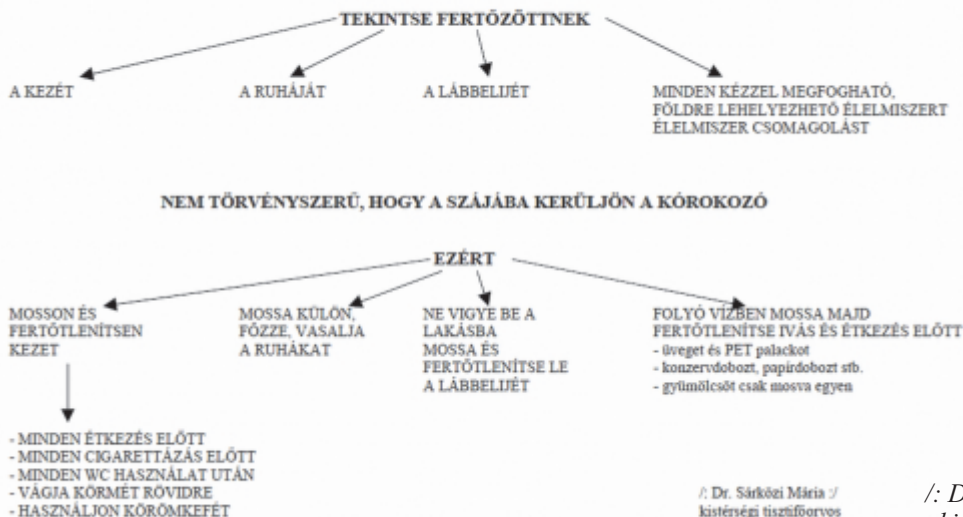 TEKINTSE FERTŐZÖTTNEK
A KEZÉT
A RUHÁJÁT
A LÁBBELIJÉT
MINDEN KÉZZEL MEGFOGHATÓ,
FÖLDRE LEHELYEZHETŐ ÉLELMISZERT
ÉLELMISZER CSOMAGOLÁST
NEM TÖRVÉNYSZERŰ, HOGY A SZÁJÁBA KERÜLJÖN A KÓROKOZÓ
EZÉRT
MOSSON ÉS
FERTŐTLENÍTSEN
KEZET
MOSSA KÜLÖN,
FŐZZE, VASALJA
A RUHÁKAT
NE VIGYE BE A
LAKÁSBA
MOSSA ÉS
FERTŐTLENÍTSE LE
A LÁBBELIJÉT
FOLYÓ VÍZBEN MOSSA MAJD
FERTŐTLENÍTSE IVÁS ÉS ÉTKEZÉS ELŐTT
- üveget és PET palackot
- konzervdobozt, papírdobozt stb.
- gyümölcsöt csak mosva egyen
- MINDEN ÉTKEZÉS ELŐTT
- MINDEN CIGARETTÁZÁS ELŐTT
- MINDEN WC HASZNÁLAT UTÁN
- VÁGJA KÖRMÉT RÖVIDRE
- HASZNÁLJON KÖRÖMKEFÉT
/: Dr. Sárközi Mária :/
kistérségi tisztifőorvos
/: D